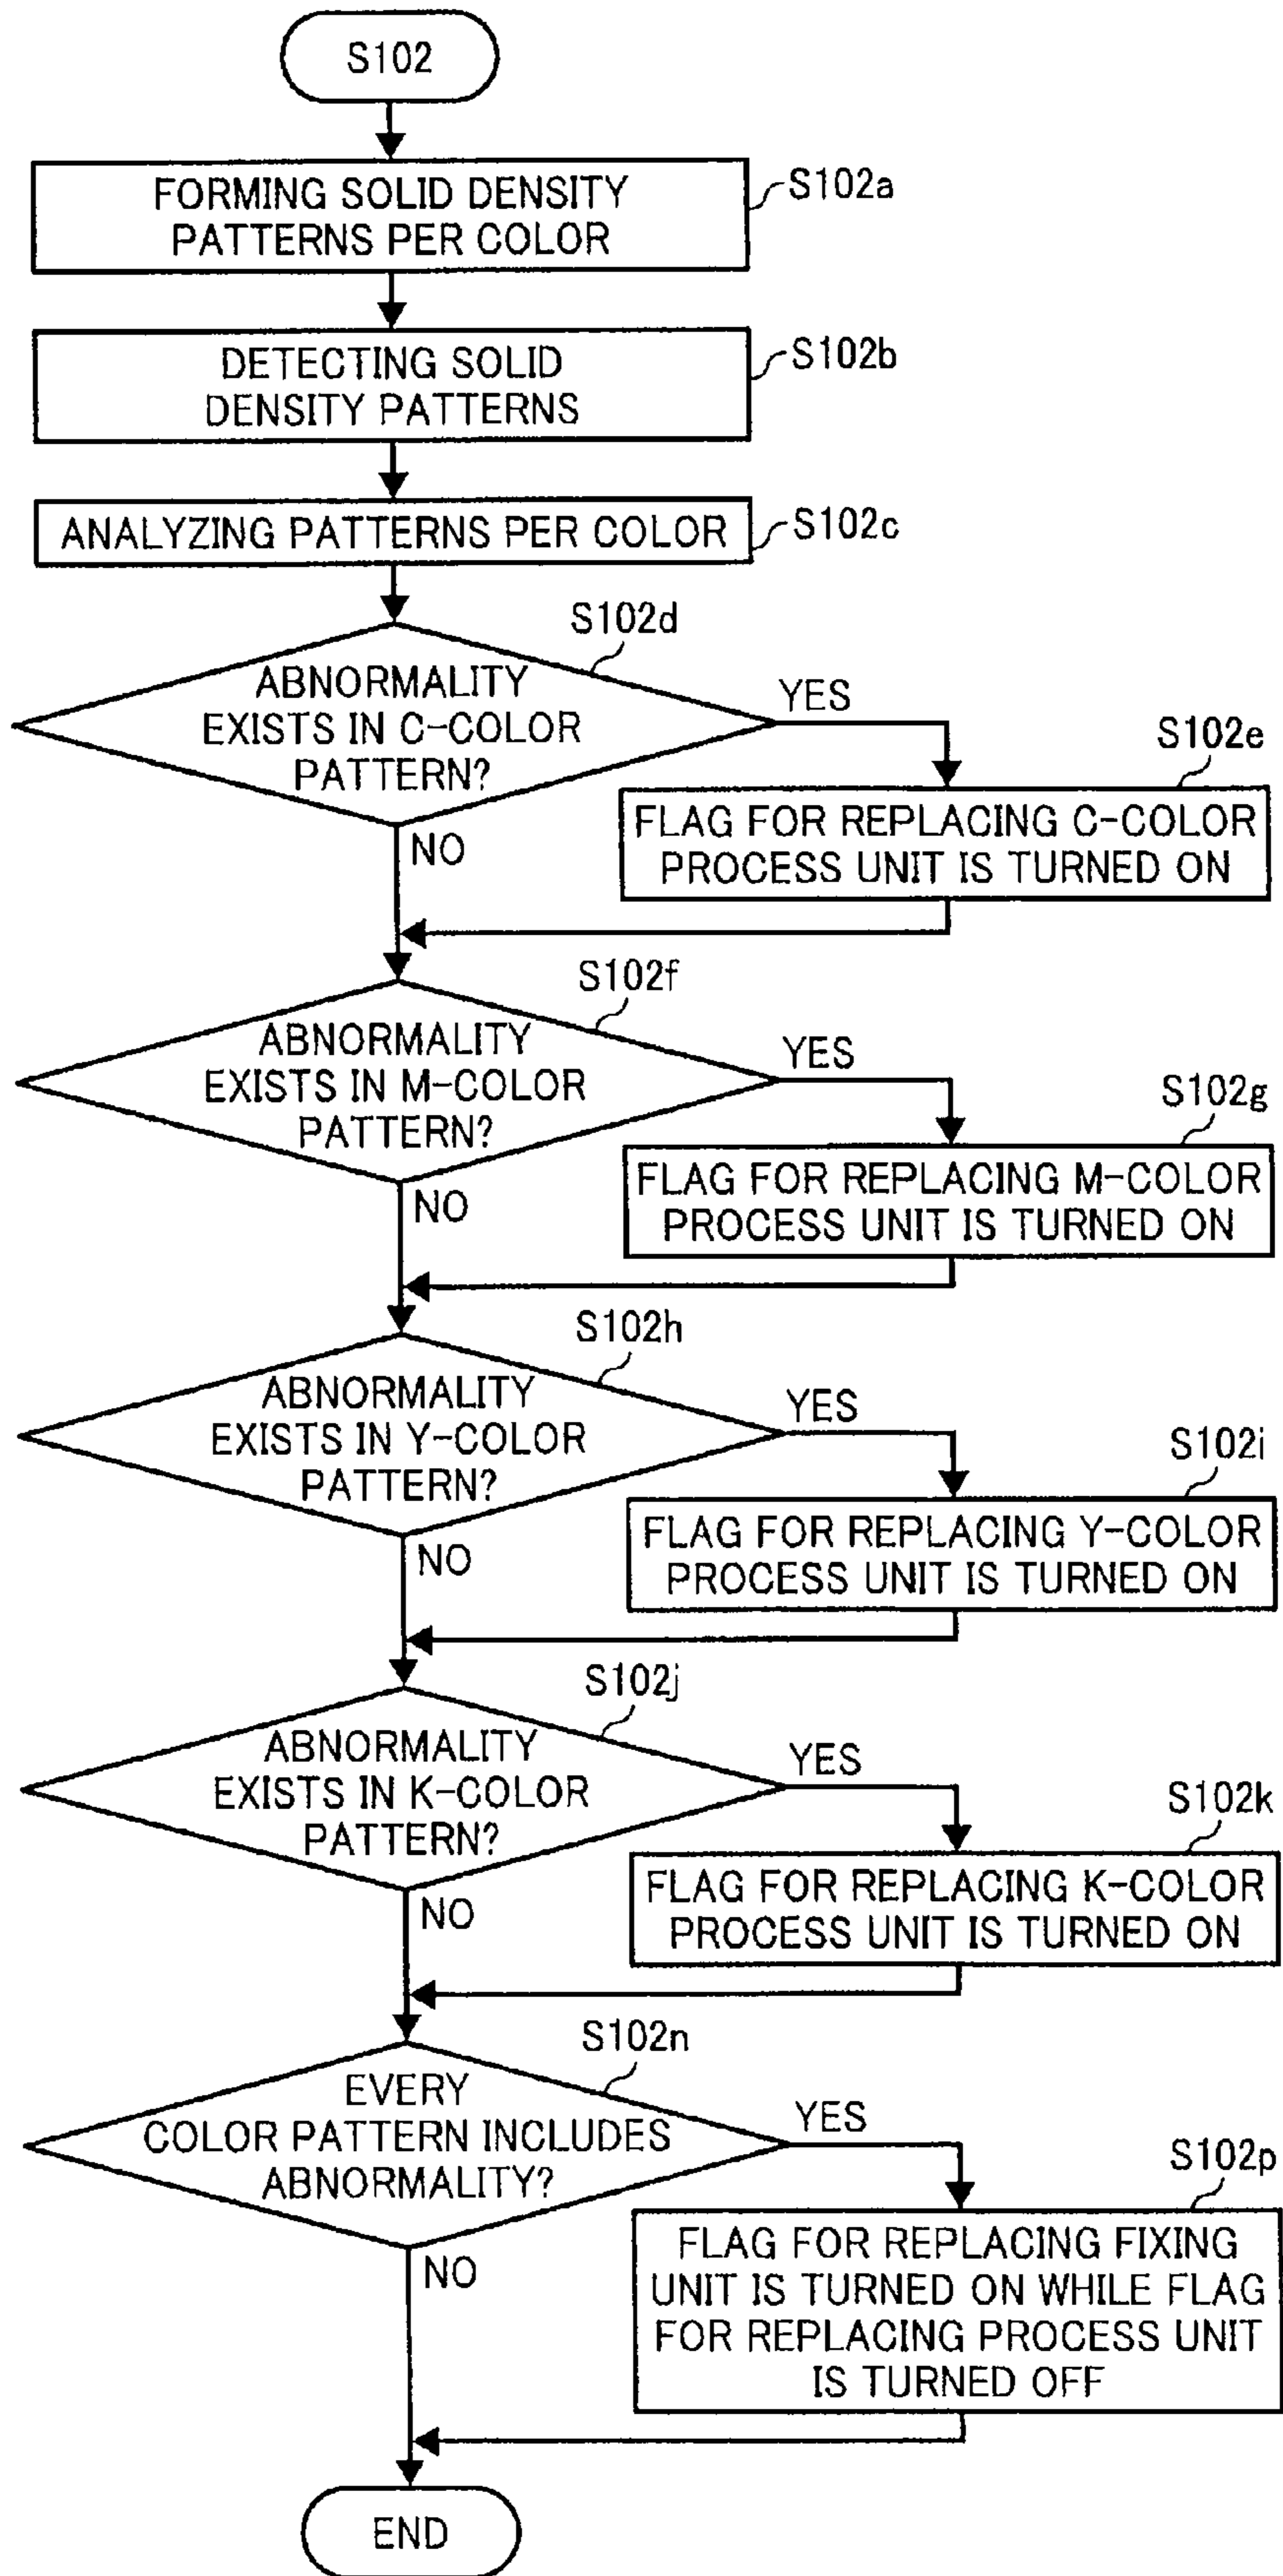 S102
FORMING SOLID DENSITY
PATTERNS PER COLOR
S102a
DETECTING SOLID
DENSITY PATTERNS
S102b
ANALYZING PATTERNS PER COLOR
S102c
S102d
ABNORMALITY
EXISTS IN C-COLOR
PATTERN?
YES
NO
S102e
FLAG FOR REPLACING C-COLOR
PROCESS UNIT IS TURNED ON
S102f
ABNORMALITY
EXISTS IN M-COLOR
PATTERN?
YES
NO
S102g
FLAG FOR REPLACING M-COLOR
PROCESS UNIT IS TURNED ON
S102h
ABNORMALITY
EXISTS IN Y-COLOR
PATTERN?
YES
NO
S102i
FLAG FOR REPLACING Y-COLOR
PROCESS UNIT IS TURNED ON
S102j
ABNORMALITY
EXISTS IN K-COLOR
PATTERN?
YES
NO
S102k
FLAG FOR REPLACING K-COLOR
PROCESS UNIT IS TURNED ON
S102n
EVERY
COLOR PATTERN INCLUDES
ABNORMALITY?
YES
NO
S102p
FLAG FOR REPLACING FIXING
UNIT IS TURNED ON WHILE FLAG
FOR REPLACING PROCESS UNIT
IS TURNED OFF
END